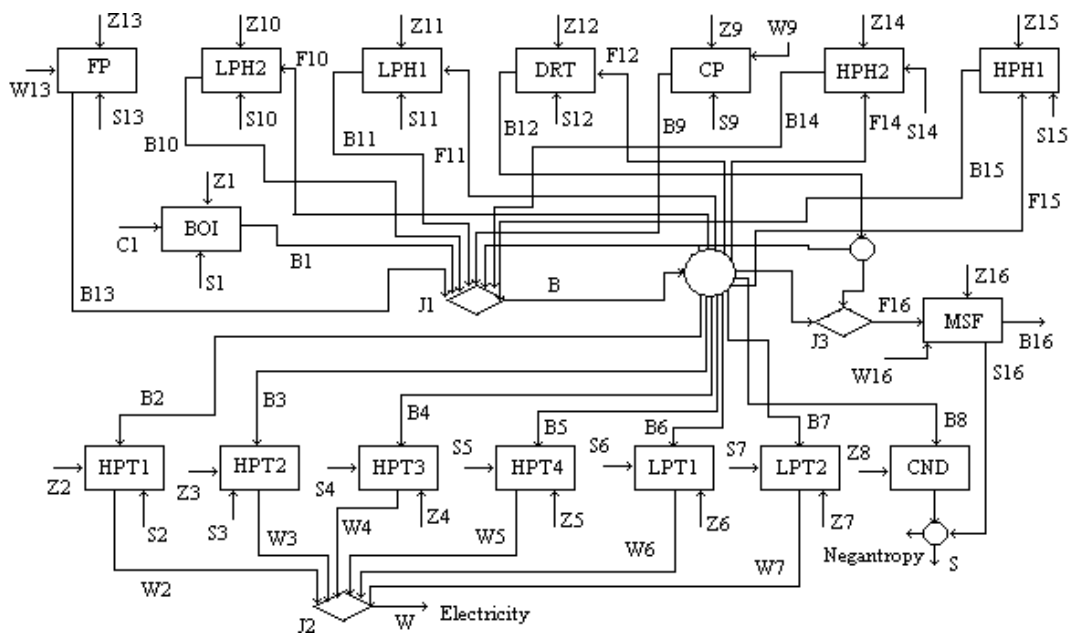 Z13 Z10 Z11 Z12 Z9 W9 Z14 Z15
FP LPH2 F10 LPH1 DRT F12 CP HPH2 HPH1
W13 S13 S10 S11 S12 S9 S14 S15
B10 B11 F11 B12 B9 B14 F14 B15 F15
Z1
BOI
C1 S1 B1
B13 J1 B J3 F16 Z16
MSF
B16
W16 S16
B2 B3 B4 B5 B6 B7 B8
HPT1 HPT2 HPT3 HPT4 LPT1 LPT2 CND
Z2 Z3 S4 S5 S6 S7 Z8
S2 S3 Z4 Z5 Z6 Z7
W2 W3 W4 W5 W6 W7
Negantropy S
J2 W Electricity